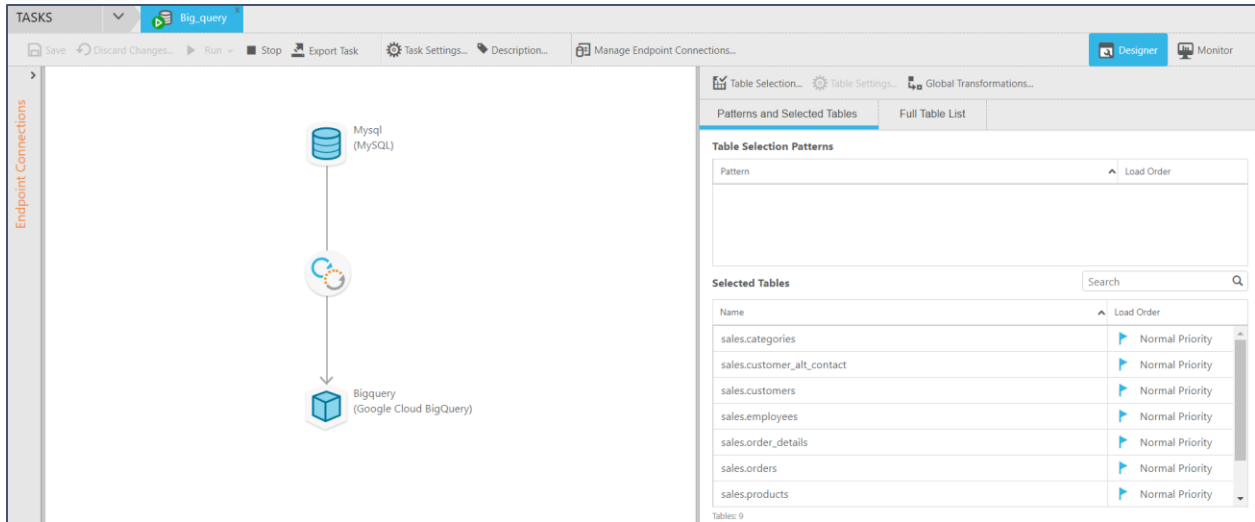 TASKS
Big_query
x
Save Discard Changes... Run Stop Export Task Task Settings... Description... Manage Endpoint Connections... Designer Monitor
Endpoint Connections
Mysql
(MySQL)
Bigquery
(Google Cloud BigQuery)
Table Selection... Table Settings... Global Transformations...
Patterns and Selected Tables Full Table List
Table Selection Patterns
Pattern Load Order
Selected Tables Search
Name Load Order
sales.categories Normal Priority
sales.customer_alt_contact Normal Priority
sales.customers Normal Priority
sales.employees Normal Priority
sales.order_details Normal Priority
sales.orders Normal Priority
sales.products Normal Priority
Tables: 9